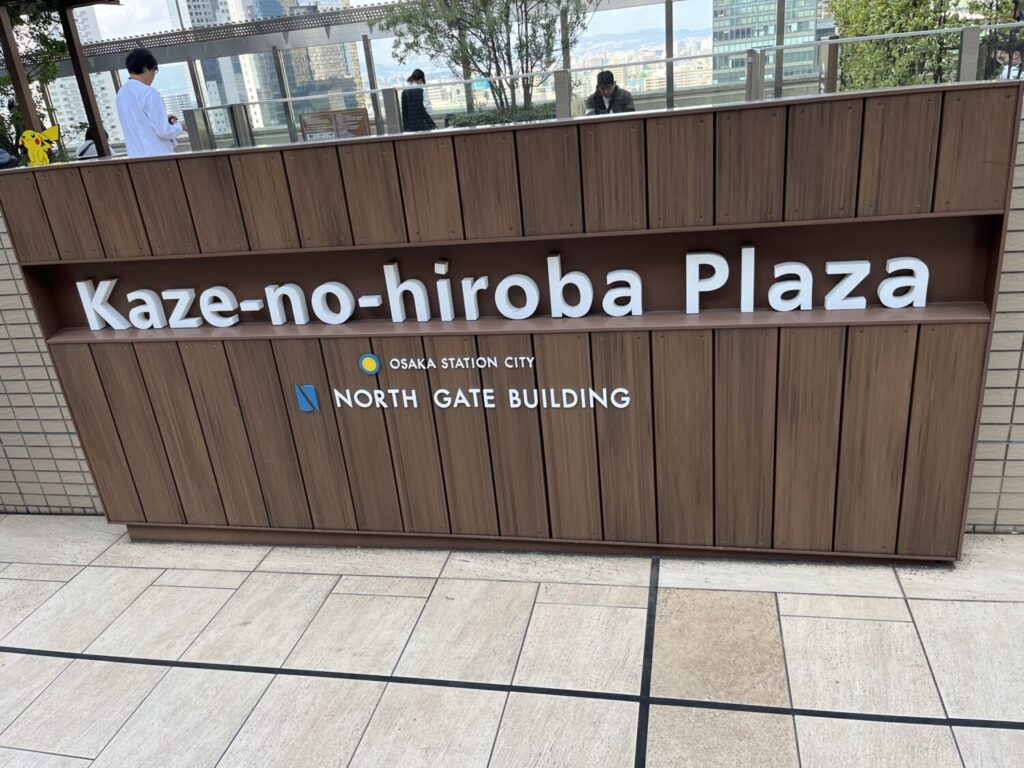 Kaze-no-hiroba Plaza
OSAKA STATION CITY
NORTH GATE BUILDING